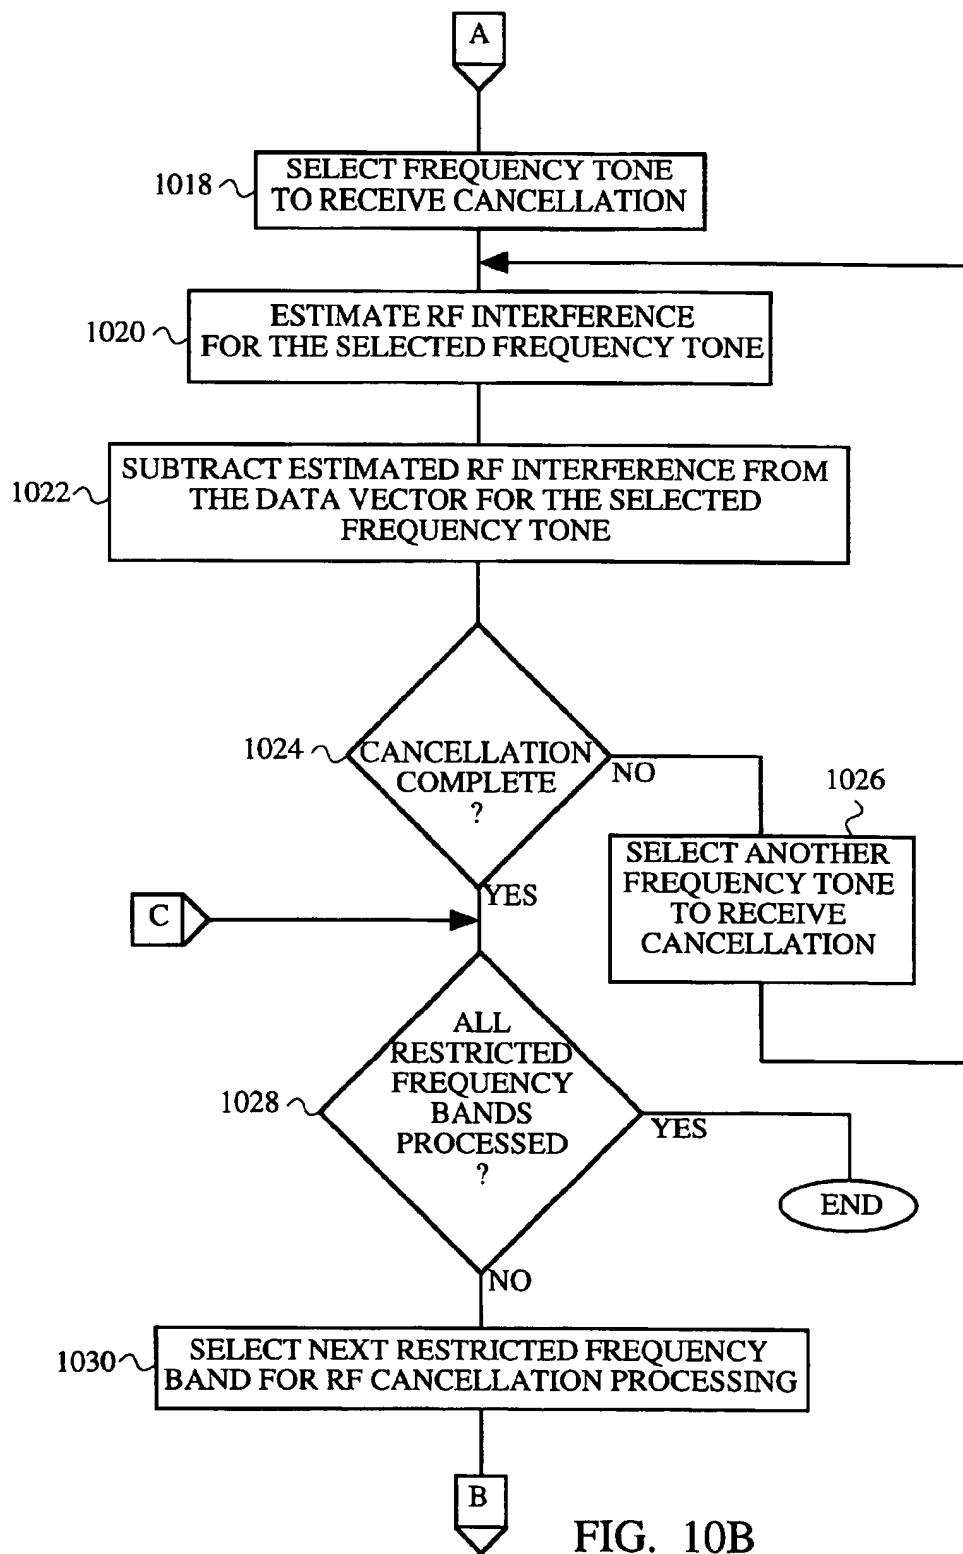 A
1018
SELECT FREQUENCY TONE
TO RECEIVE CANCELLATION
1020
ESTIMATE RF INTERFERENCE
FOR THE SELECTED FREQUENCY TONE
1022
SUBTRACT ESTIMATED RF INTERFERENCE FROM
THE DATA VECTOR FOR THE SELECTED
FREQUENCY TONE
1024
CANCELLATION
COMPLETE
?
NO
1026
SELECT ANOTHER
FREQUENCY TONE
TO RECEIVE
CANCELLATION
YES
C
1028
ALL
RESTRICTED
FREQUENCY
BANDS
PROCESSED
?
YES
END
NO
1030
SELECT NEXT RESTRICTED FREQUENCY
BAND FOR RF CANCELLATION PROCESSING
B
FIG. 10B